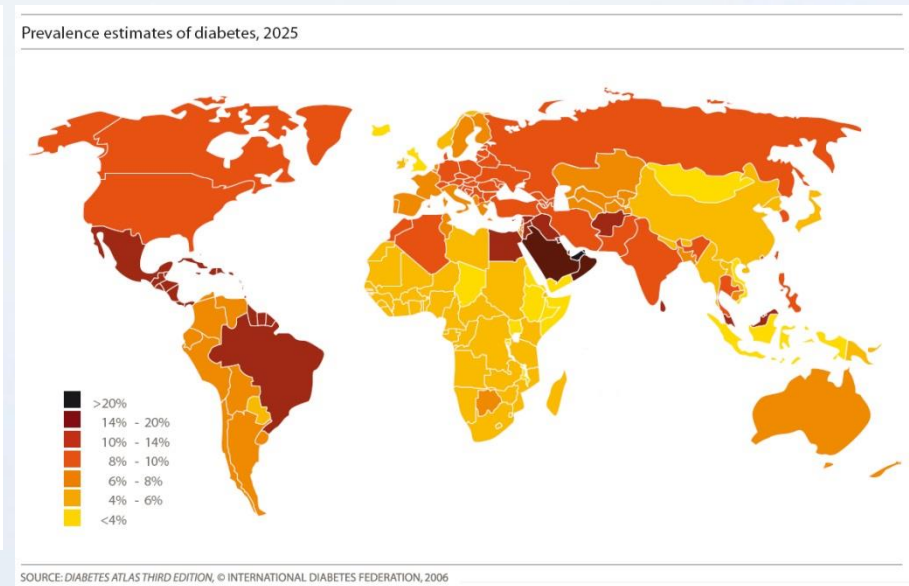 Prevalence estimates of diabetes, 2025
>20%
14% - 20%
10% - 14%
8% - 10%
6% - 8%
4% - 6%
<4%
SOURCE: DIABETES ATLAS THIRD EDITION, © INTERNATIONAL DIABETES FEDERATION, 2006